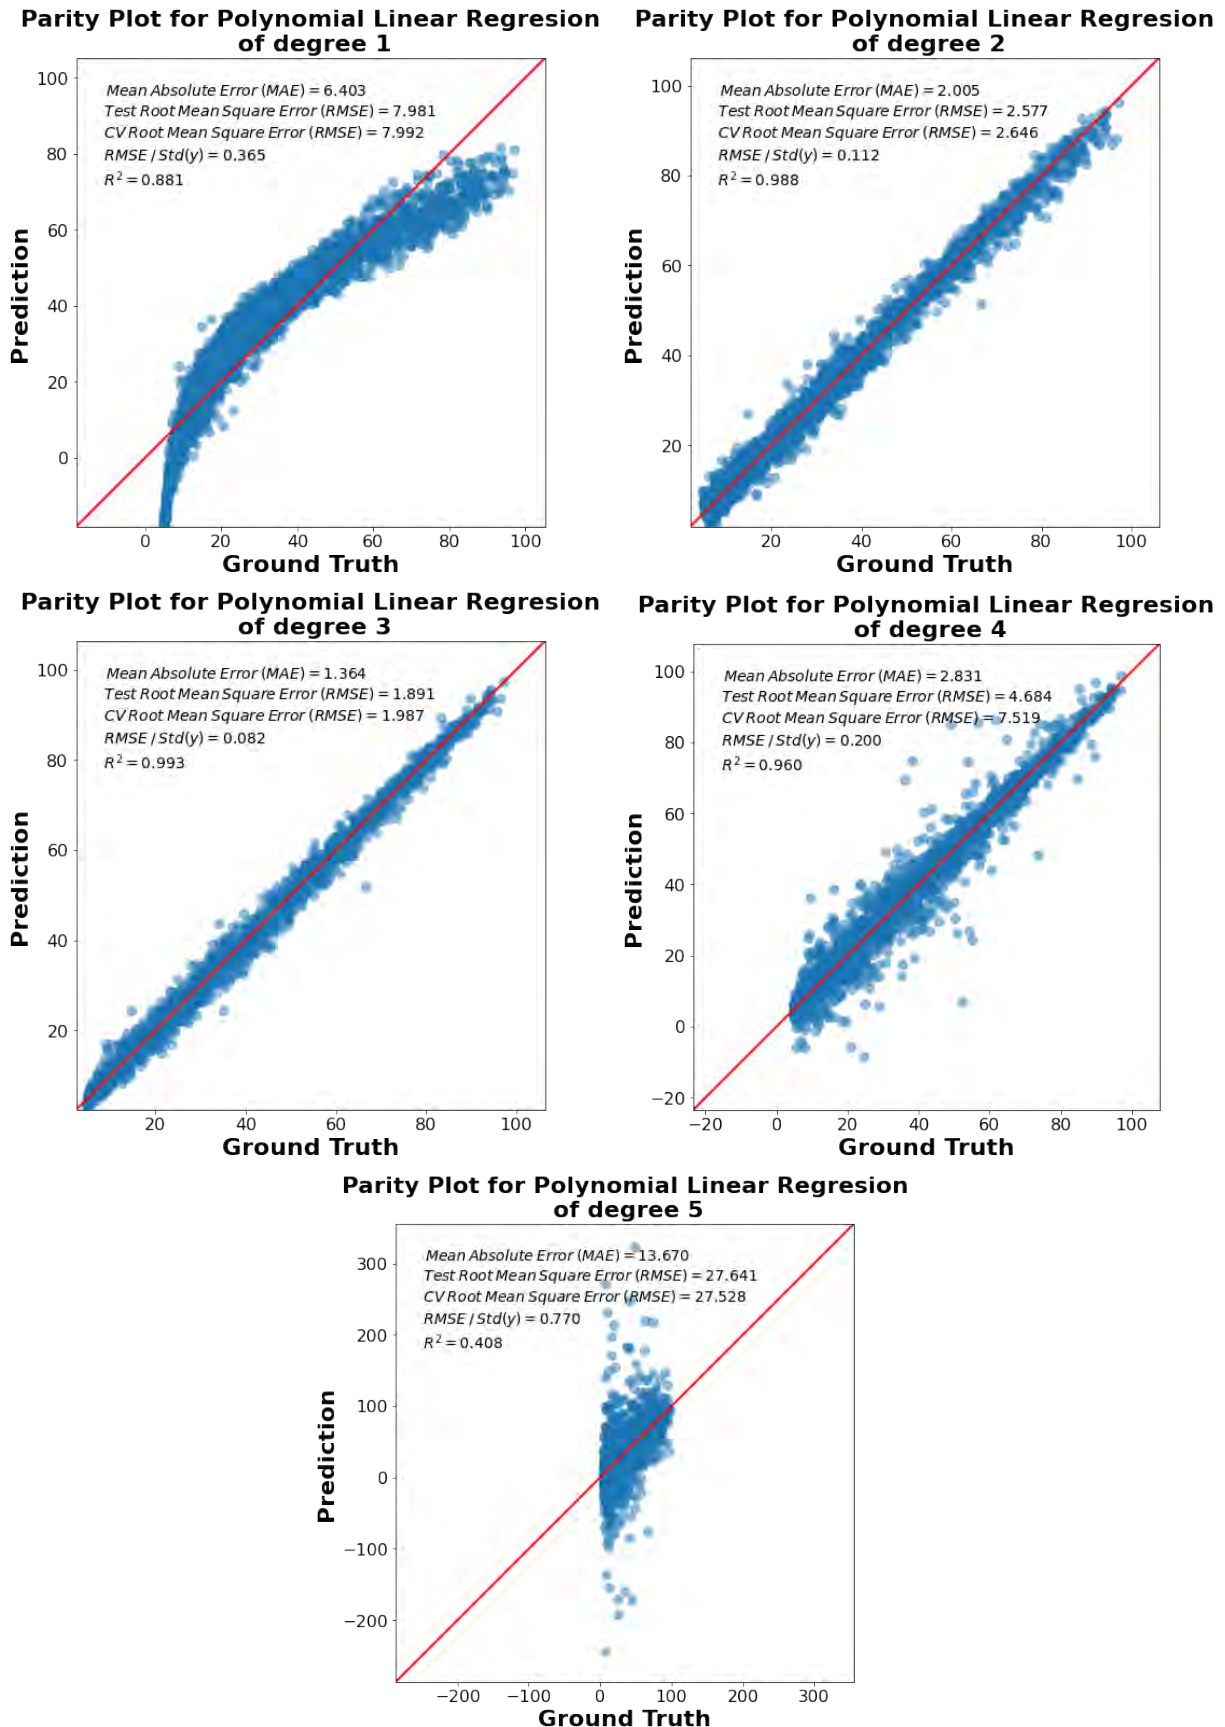 Parity Plot for Polynomial Linear Regresion
of degree 1
Mean Absolute Error (MAE) = 6.403
Test Root Mean Square Error (RMSE) = 7.981
CV Root Mean Square Error (RMSE) = 7.992
RMSE / Std(y) = 0.365
R² = 0.881
100
80
60
40
20
0
Prediction
0 20 40 60 80 100
Ground Truth
Parity Plot for Polynomial Linear Regresion
of degree 2
Mean Absolute Error (MAE) = 2.005
Test Root Mean Square Error (RMSE) = 2.577
CV Root Mean Square Error (RMSE) = 2.646
RMSE / Std(y) = 0.112
R² = 0.988
100
80
60
40
20
Prediction
20 40 60 80 100
Ground Truth
Parity Plot for Polynomial Linear Regresion
of degree 3
Mean Absolute Error (MAE) = 1.364
Test Root Mean Square Error (RMSE) = 1.891
CV Root Mean Square Error (RMSE) = 1.987
RMSE / Std(y) = 0.082
R² = 0.993
100
80
60
40
20
Prediction
20 40 60 80 100
Ground Truth
Parity Plot for Polynomial Linear Regresion
of degree 4
Mean Absolute Error (MAE) = 2.831
Test Root Mean Square Error (RMSE) = 4.684
CV Root Mean Square Error (RMSE) = 7.519
RMSE / Std(y) = 0.200
R² = 0.960
100
80
60
40
20
0
−20
Prediction
−20 0 20 40 60 80 100
Ground Truth
Parity Plot for Polynomial Linear Regresion
of degree 5
Mean Absolute Error (MAE) = 13.670
Test Root Mean Square Error (RMSE) = 27.641
CV Root Mean Square Error (RMSE) = 27.528
RMSE / Std(y) = 0.770
R² = 0.408
300
200
100
0
−100
−200
Prediction
−200 −100 0 100 200 300
Ground Truth